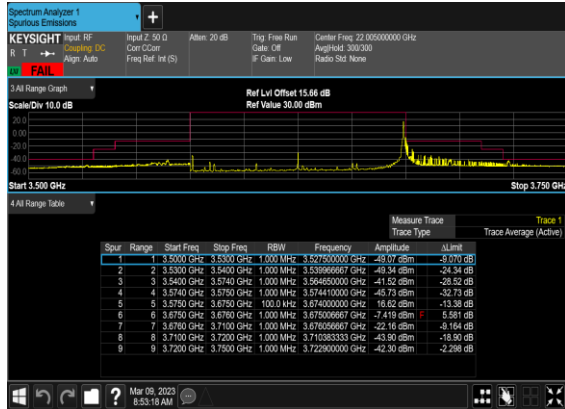 Spectrum Analyzer 1
Spurious Emissions
KEYSIGHT Input: RF Input Z: 50 Ω Atten: 20 dB Trig: Free Run Center Freq: 22.005000000 GHz
R T Coupling: DC Corr CCorr Gate: Off Avg|Hold: 300/300
Align: Auto Freq Ref: Int (S) IF Gain: Low Radio Std: None
FAIL
3 All Range Graph Ref Lvl Offset 15.66 dB
Scale/Div 10.0 dB Ref Value 30.00 dBm
20.0
0.00
-20.0
-40.0
-60.0
Start 3.500 GHz Stop 3.750 GHz
4 All Range Table
Measure Trace Trace 1
Trace Type Trace Average (Active)
Spur Range Start Freq Stop Freq RBW Frequency Amplitude ΔLimit
1 1 3.5000 GHz 3.5300 GHz 1.000 MHz 3.527500000 GHz -49.07 dBm -9.070 dB
2 2 3.5300 GHz 3.5400 GHz 1.000 MHz 3.539966667 GHz -49.34 dBm -24.34 dB
3 3 3.5400 GHz 3.5740 GHz 1.000 MHz 3.564650000 GHz -41.52 dBm -28.52 dB
4 4 3.5740 GHz 3.5750 GHz 1.000 MHz 3.574410000 GHz -45.73 dBm -32.73 dB
5 5 3.5750 GHz 3.6750 GHz 100.0 kHz 3.674000000 GHz 16.62 dBm -13.38 dB
6 6 3.6750 GHz 3.6760 GHz 1.000 MHz 3.675006667 GHz -7.419 dBm F 5.581 dB
7 7 3.6760 GHz 3.7100 GHz 1.000 MHz 3.676056667 GHz -22.16 dBm -9.164 dB
8 8 3.7100 GHz 3.7200 GHz 1.000 MHz 3.710383333 GHz -43.90 dBm -18.90 dB
9 9 3.7200 GHz 3.7500 GHz 1.000 MHz 3.722900000 GHz -42.30 dBm -2.298 dB
Mar 09, 2023
8:53:18 AM